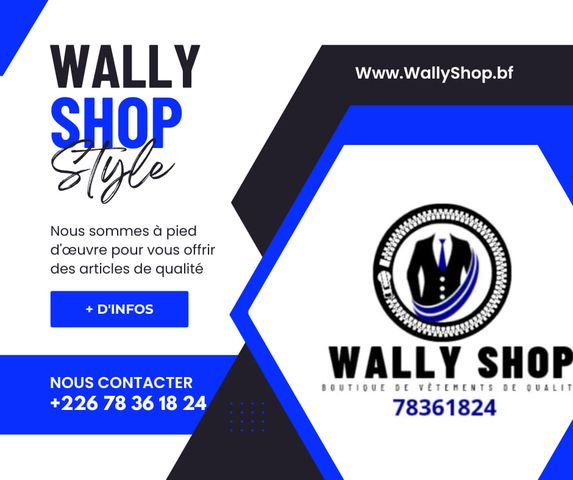 WALLY
SHOP
Style
Www.WallyShop.bf
Nous sommes à pied
d'œuvre pour vous offrir
des articles de qualité
+ D'INFOS
NOUS CONTACTER
+226 78 36 18 24
WALLY SHOP
BOUTIQUE DE VÊTEMENTS DE QUALIT
78361824